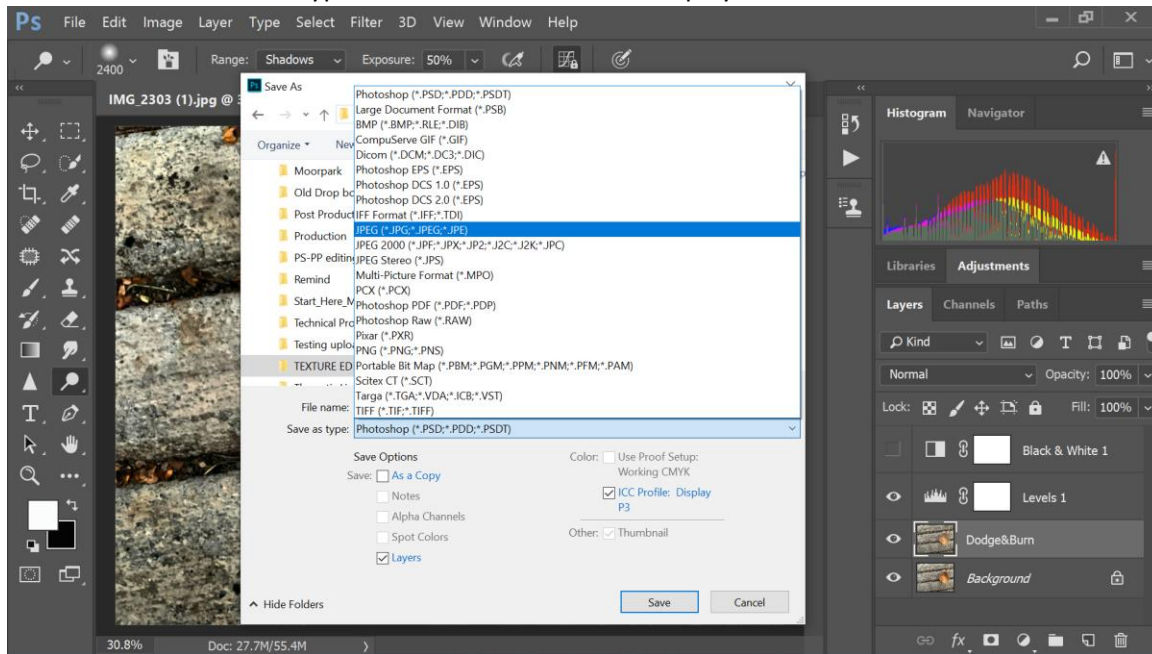 Ps File Edit Image Layer Type Select Filter 3D View Window Help
2400 Range: Shadows Exposure: 50%
IMG_2303 (1).jpg @
Ps Save As
Organize New
Moorpark
Old Drop bo
Post Product
Production
PS-PP editing
Remind
Start_Here_M
Technical Pro
Testing uplo
TEXTURE ED
Photoshop (*.PSD;*.PDD;*.PSDT)
Large Document Format (*.PSB)
BMP (*.BMP;*.RLE;*.DIB)
CompuServe GIF (*.GIF)
Dicom (*.DCM;*.DC3;*.DIC)
Photoshop EPS (*.EPS)
Photoshop DCS 1.0 (*.EPS)
Photoshop DCS 2.0 (*.EPS)
IFF Format (*.IFF;*.TDI)
JPEG (*.JPG;*.JPEG;*.JPE)
JPEG 2000 (*.JPF;*.JPX;*.JP2;*.J2C;*.J2K;*.JPC)
JPEG Stereo (*.JPS)
Multi-Picture Format (*.MPO)
PCX (*.PCX)
Photoshop PDF (*.PDF;*.PDP)
Photoshop Raw (*.RAW)
Pixar (*.PXR)
PNG (*.PNG;*.PNS)
Portable Bit Map (*.PBM;*.PGM;*.PPM;*.PNM;*.PFM;*.PAM)
Scitex CT (*.SCT)
Targa (*.TGA;*.VDA;*.ICB;*.VST)
TIFF (*.TIF;*.TIFF)
File name:
Save as type: Photoshop (*.PSD;*.PDD;*.PSDT)
Save Options
Save: As a Copy
Notes
Alpha Channels
Spot Colors
Layers
Color: Use Proof Setup:
Working CMYK
ICC Profile: Display
P3
Other: Thumbnail
Hide Folders Save Cancel
30.8% Doc: 27.7M/55.4M
Histogram Navigator
Libraries Adjustments
Layers Channels Paths
Kind
Normal Opacity: 100%
Lock: Fill: 100%
Black & White 1
Levels 1
Dodge&Burn
Background
fx